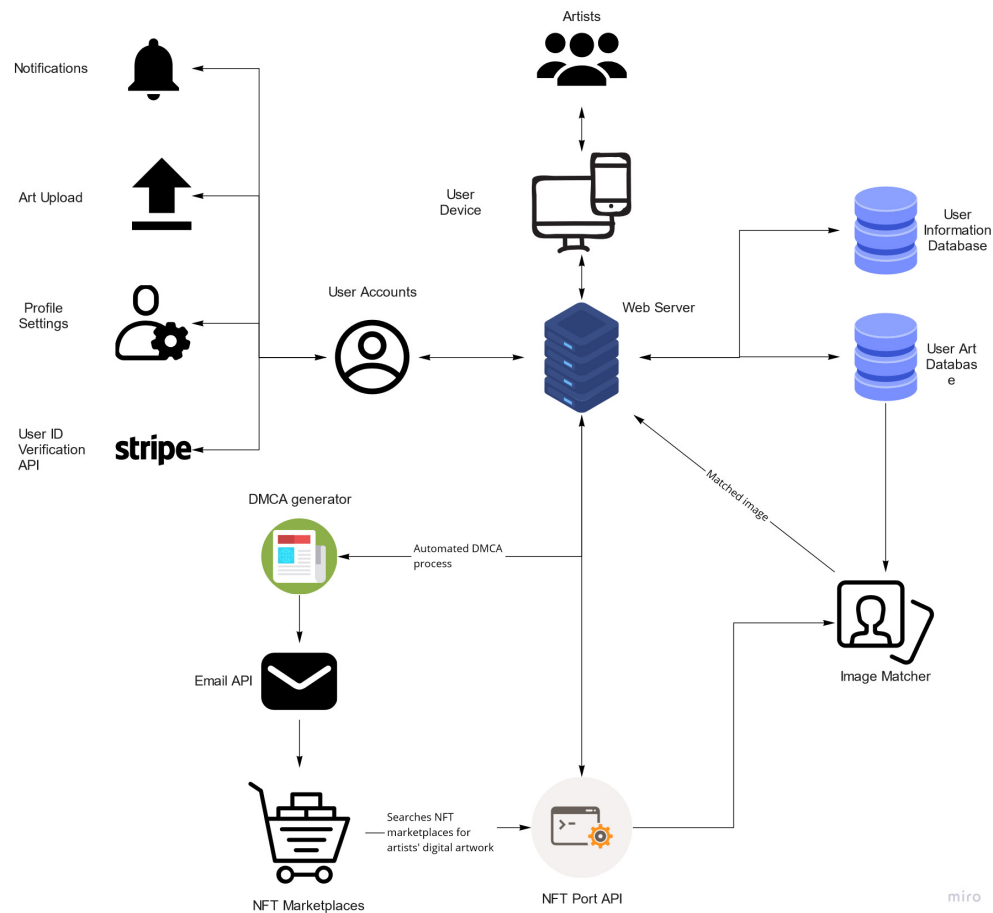 Artists
Notifications
Art Upload
User
Device
User
Information
Database
Profile
Settings
User Accounts
Web Server
User Art
Databas
e
User ID
Verification
API
stripe
Matched image
DMCA generator
Automated DMCA
process
Email API
Image Matcher
Searches NFT
marketplaces for
artists' digital artwork
NFT Marketplaces
NFT Port API
miro